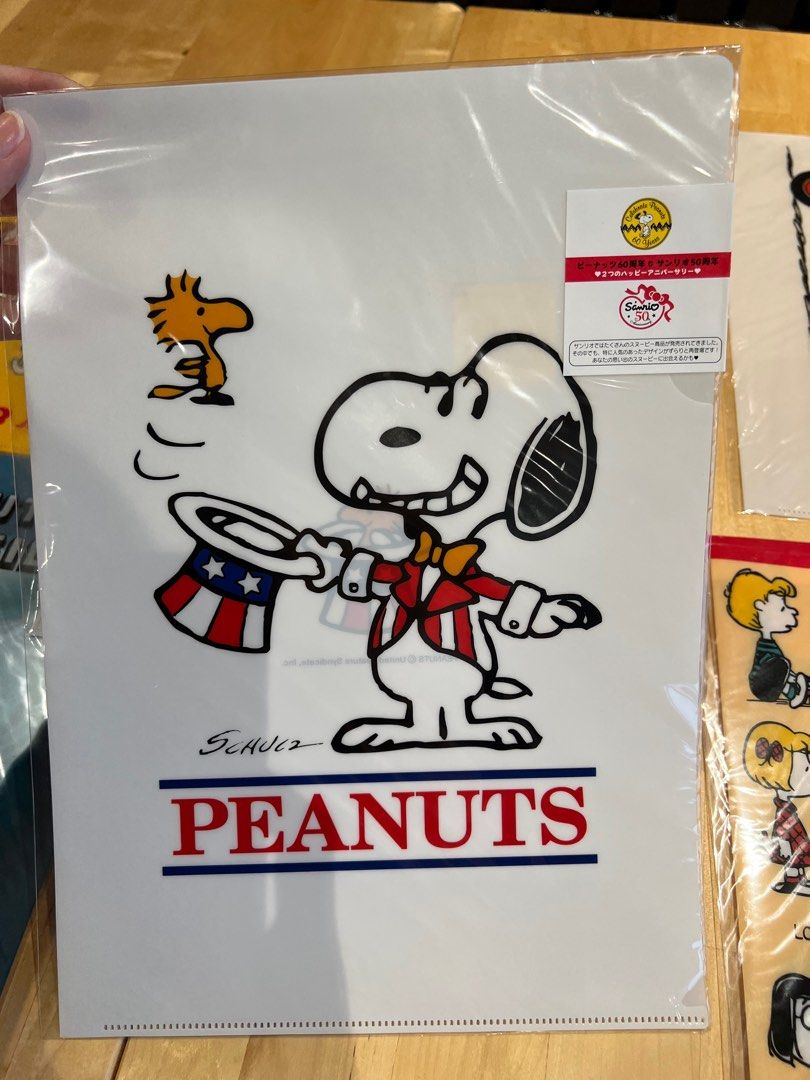 Celebrate Peanuts
60 Years
ピーナッツ60周年 & サンリオ50周年
♥2つのハッピーアニバーサリー♥
Sanrio
50
サンリオではたくさんのスヌーピー商品が発売されてきました。
その中でも、特に人気のあったデザインがずらりと再登場です!
あなたの思い出のスヌーピーに出会えるかも♥
PEANUTS © United Feature Syndicate, Inc.
SCHULZ
PEANUTS